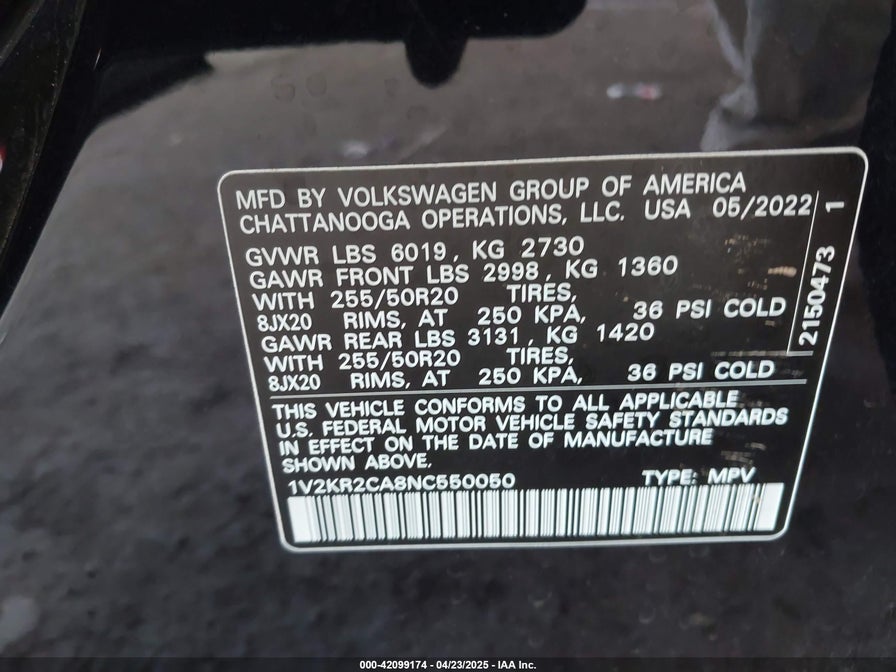 MFD BY VOLKSWAGEN GROUP OF AMERICA
CHATTANOOGA OPERATIONS, LLC. USA 05/2022
GVWR LBS 6019, KG 2730
GAWR FRONT LBS 2998, KG 1360
WITH 255/50R20 TIRES,
8JX20 RIMS, AT 250 KPA, 36 PSI COLD
GAWR REAR LBS 3131, KG 1420
WITH 255/50R20 TIRES,
8JX20 RIMS, AT 250 KPA, 36 PSI COLD
2150473 1
THIS VEHICLE CONFORMS TO ALL APPLICABLE
U.S. FEDERAL MOTOR VEHICLE SAFETY STANDARDS
IN EFFECT ON THE DATE OF MANUFACTURE
SHOWN ABOVE.
1V2KR2CA8NC550050 TYPE: MPV
000-42099174 - 04/23/2025 - IAA Inc.